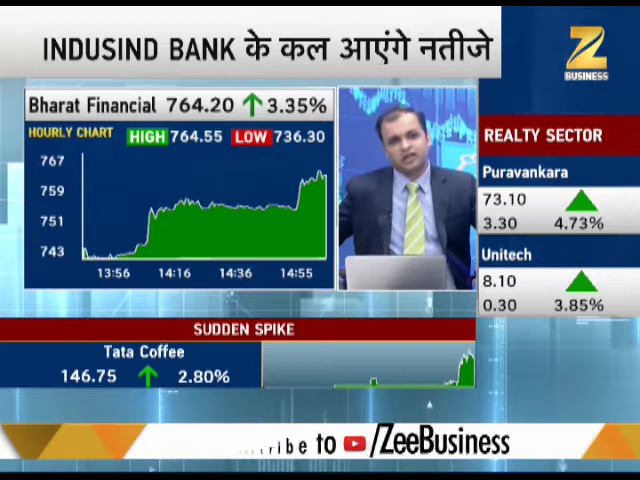 INDUSIND BANK के कल आएंगे नतीजे
Z
BUSINESS
Bharat Financial 764.20 3.35%
HOURLY CHART HIGH 764.55 LOW 736.30
767
759
751
743
13:56 14:16 14:36 14:55
REALTY SECTOR
Puravankara
73.10
3.30 4.73%
Unitech
8.10
0.30 3.85%
SUDDEN SPIKE
Tata Coffee
146.75 2.80%
to /ZeeBusiness